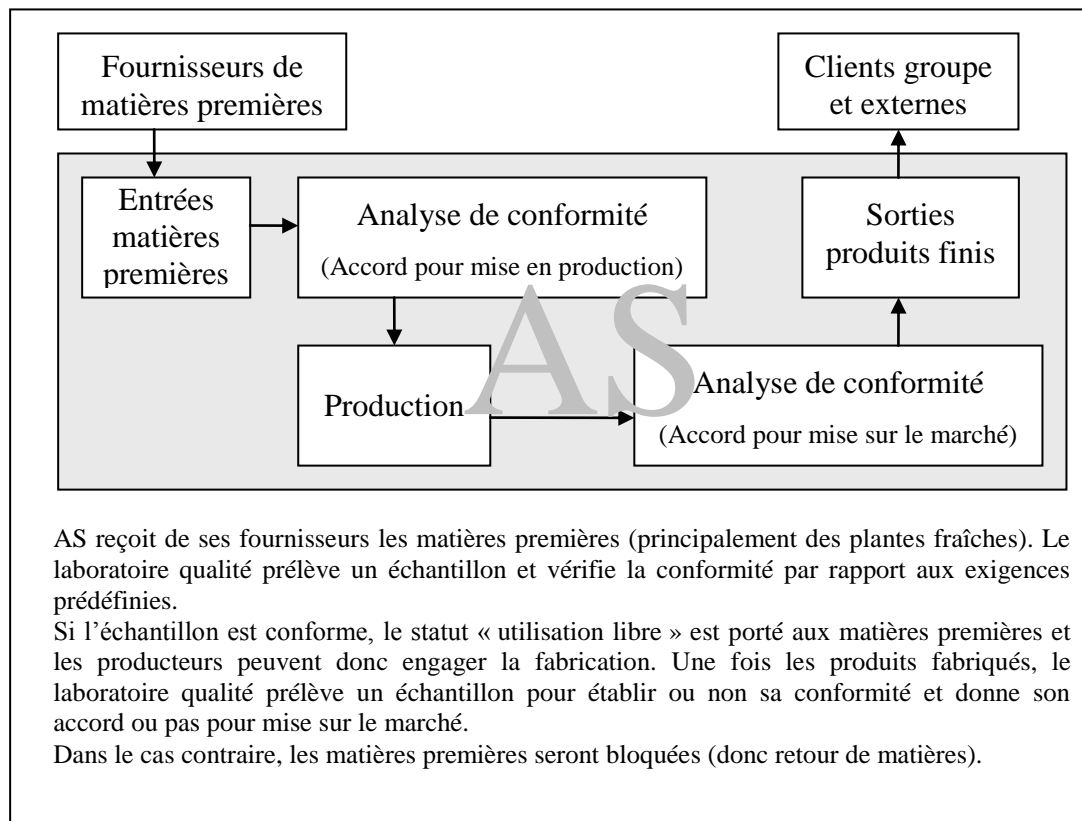 Fournisseurs de
matières premières
Clients groupe
et externes
Entrées
matières
premières
Analyse de conformité
(Accord pour mise en production)
Sorties
produits finis
AS
Production
Analyse de conformité
(Accord pour mise sur le marché)
AS reçoit de ses fournisseurs les matières premières (principalement des plantes fraîches). Le
laboratoire qualité prélève un échantillon et vérifie la conformité par rapport aux exigences
prédéfinies.
Si l’échantillon est conforme, le statut « utilisation libre » est porté aux matières premières et
les producteurs peuvent donc engager la fabrication. Une fois les produits fabriqués, le
laboratoire qualité prélève un échantillon pour établir ou non sa conformité et donne son
accord ou pas pour mise sur le marché.
Dans le cas contraire, les matières premières seront bloquées (donc retour de matières).